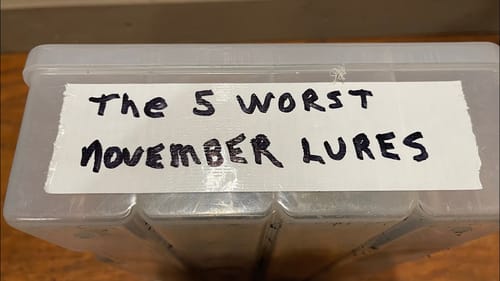 The 5 WORST
NOVEMBER LURES